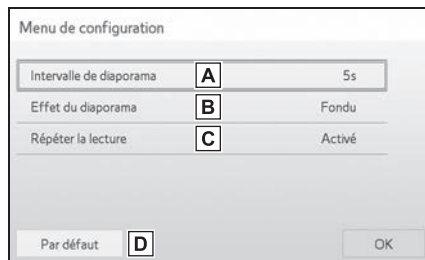 Menu de configuration
Intervalle de diaporama A 5s
Effet du diaporama B Fondu
Répéter la lecture C Activé
Par défaut D OK